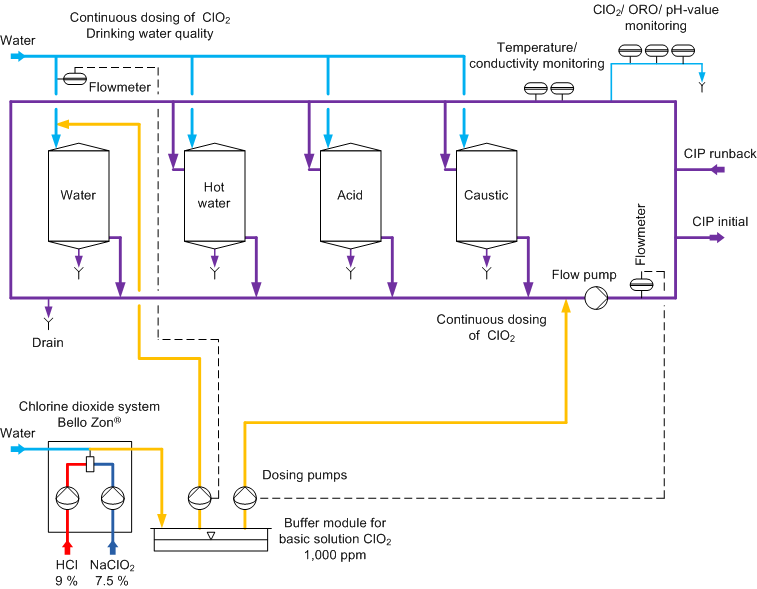 Continuous dosing of ClO₂
Drinking water quality
ClO₂/ ORO/ pH-value
monitoring
Water
Temperature/
conductivity monitoring
Flowmeter
CIP runback
Water
Hot
water
Acid
Caustic
CIP initial
Flowmeter
Flow pump
Continuous dosing
of ClO₂
Drain
Chlorine dioxide system
Bello Zon®
Water
Dosing pumps
Buffer module for
basic solution ClO₂
1,000 ppm
HCl
9 %
NaClO₂
7.5 %